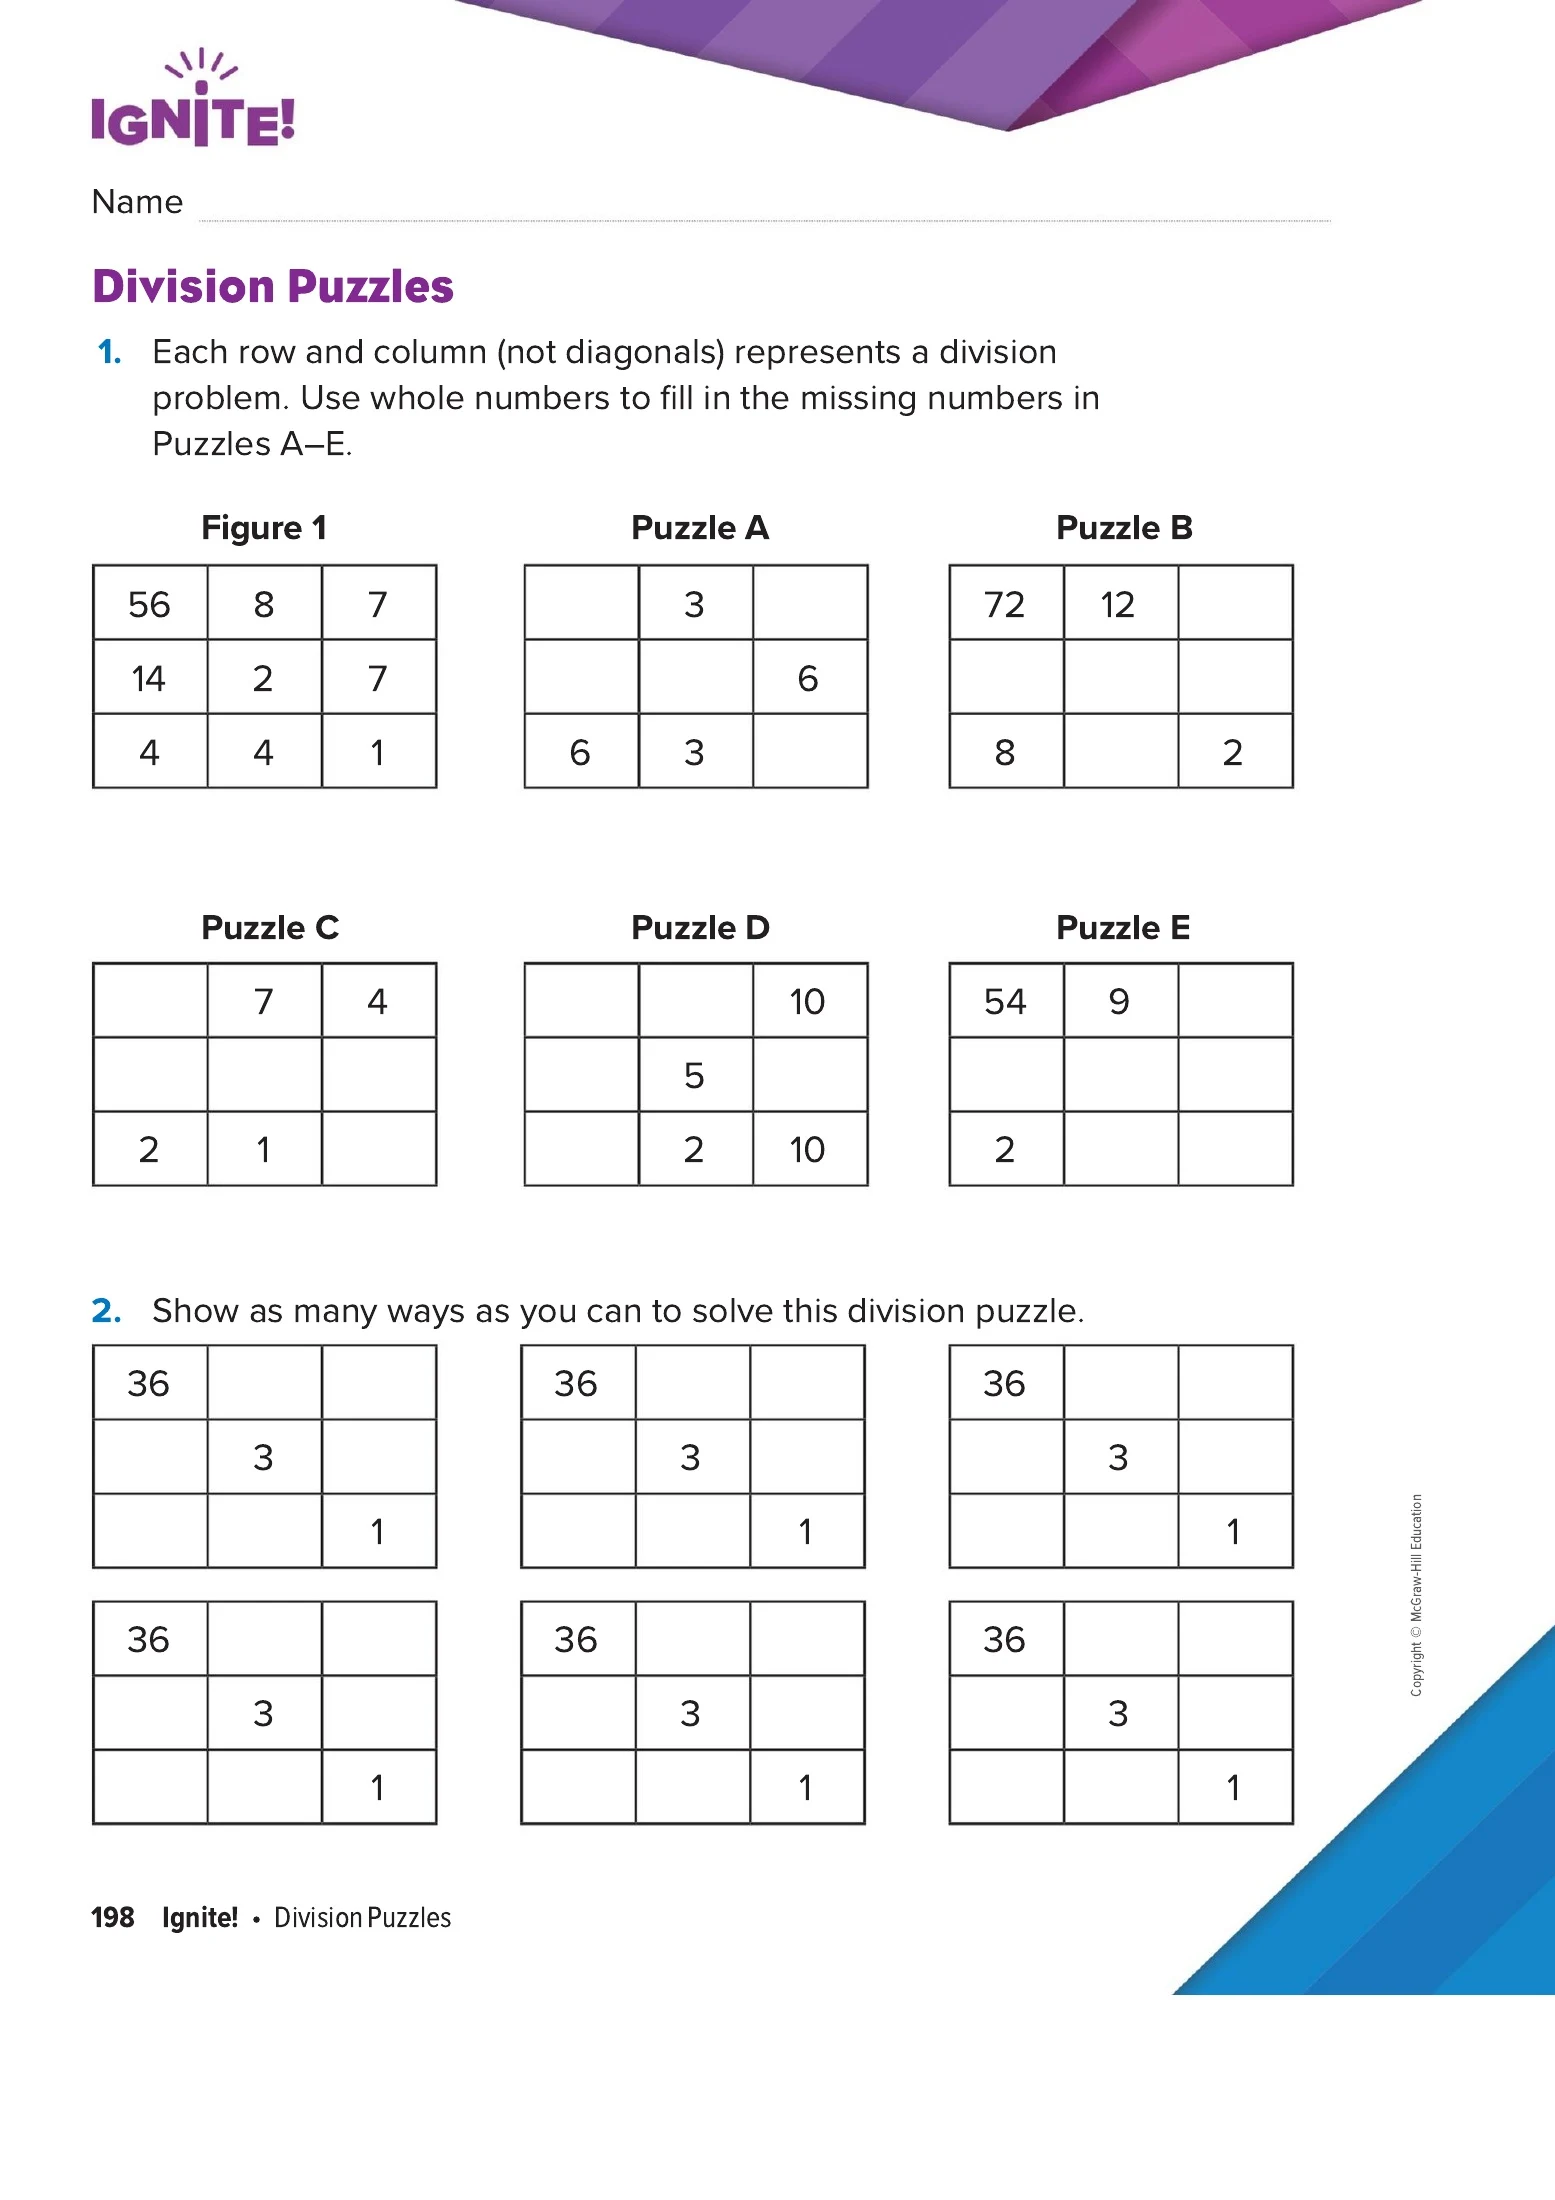 IGNITE!
Name
Division Puzzles
1. Each row and column (not diagonals) represents a division
problem. Use whole numbers to fill in the missing numbers in
Puzzles A–E.
Figure 1 Puzzle A Puzzle B
56 8 7 3 72 12
14 2 7 6
4 4 1 6 3 8 2
Puzzle C Puzzle D Puzzle E
7 4 10 54 9
5
2 1 2 10 2
2. Show as many ways as you can to solve this division puzzle.
36 36 36
3 3 3
1 1 1
36 36 36
3 3 3
1 1 1
Copyright © McGraw-Hill Education
198 Ignite! • Division Puzzles